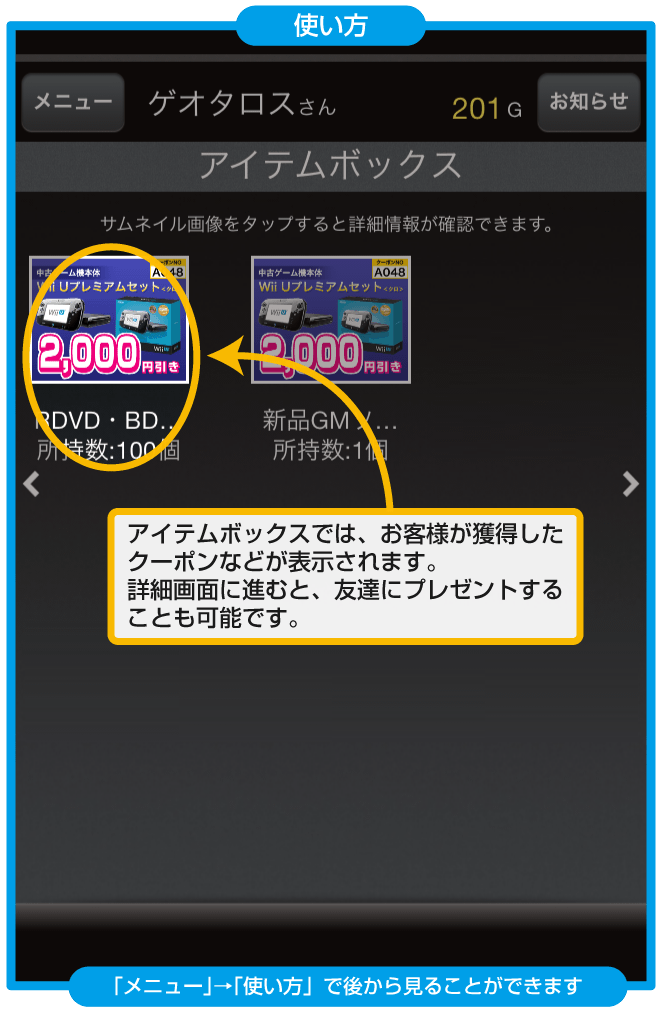 使い方
メニュー
ゲオタロスさん
201 G
お知らせ
アイテムボックス
サムネイル画像をタップすると詳細情報が確認できます。
中古ゲーム機本体
クーポンNO
A048
Wii Uプレミアムセット<クロ>
Wii U
2,000円引き
RDVD・BD...
所持数:100個
中古ゲーム機本体
クーポンNO
A048
Wii Uプレミアムセット<クロ>
Wii U
2,000円引き
新品GMソ...
所持数:1個
アイテムボックスでは、お客様が獲得した
クーポンなどが表示されます。
詳細画面に進むと、友達にプレゼントする
ことも可能です。
「メニュー」→「使い方」で後から見ることができます